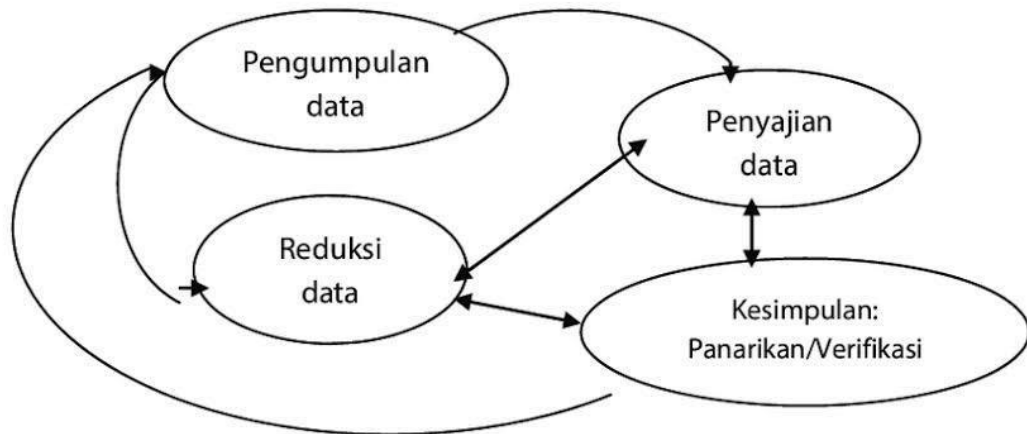 Pengumpulan
data
Penyajian
data
Reduksi
data
Kesimpulan:
Panarikan/Verifikasi